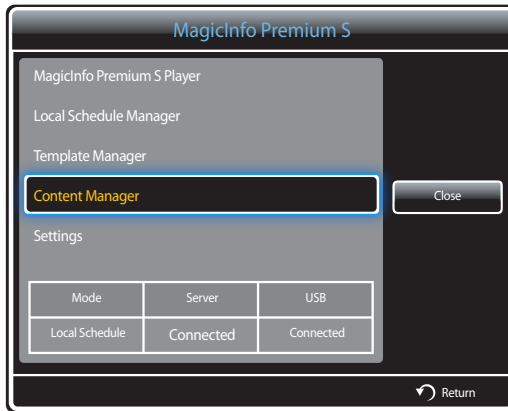 MagicInfo Premium S
MagicInfo Premium S Player
Local Schedule Manager
Template Manager
Content Manager
Close
Settings
Mode Server USB
Local Schedule Connected Connected
Return